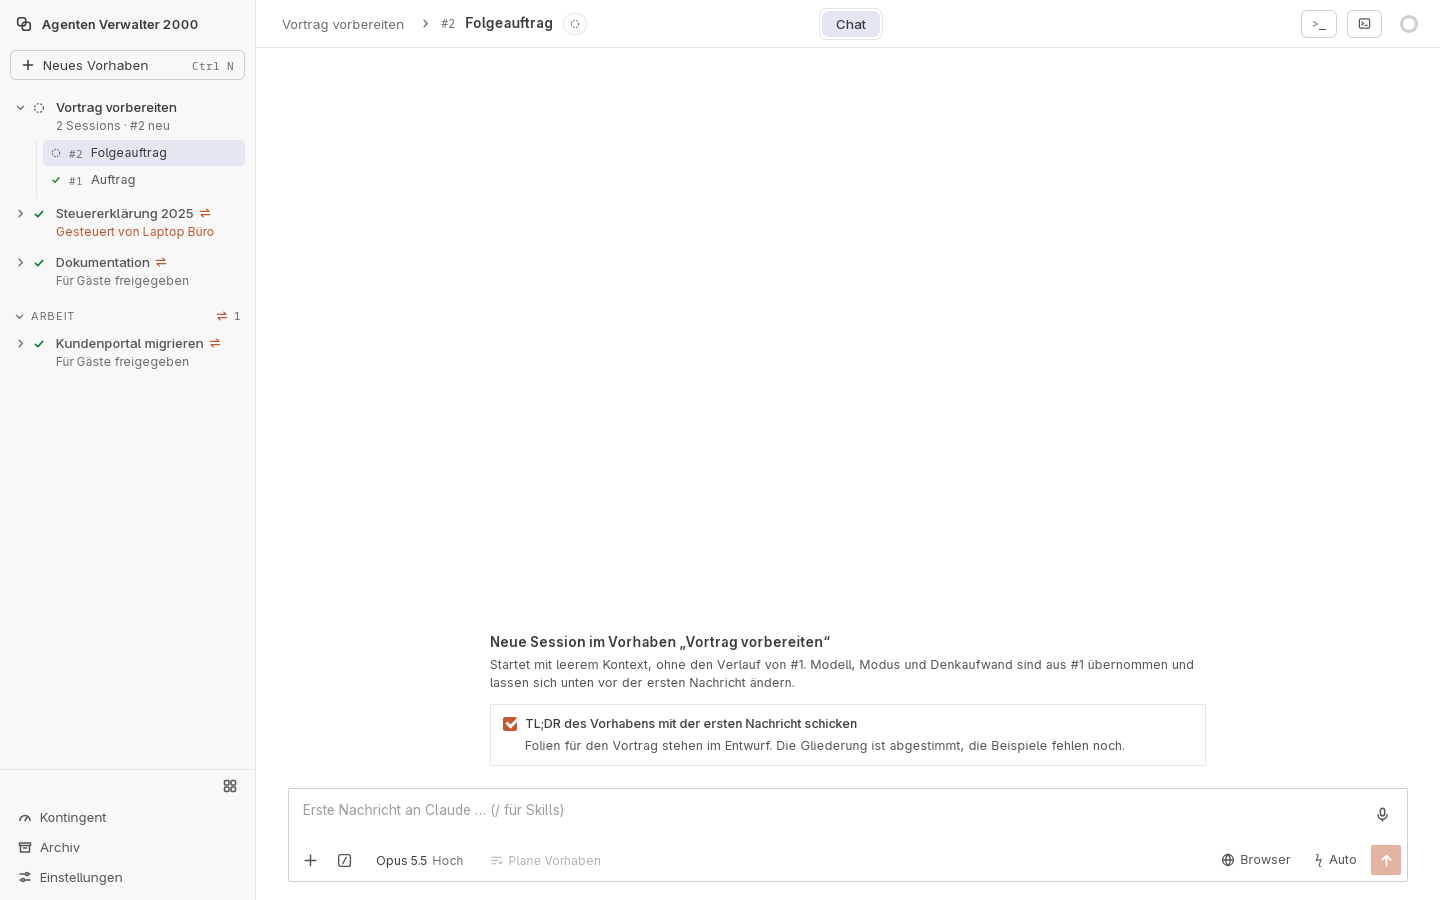 Agenten Verwalter 2000
Neues Vorhaben Ctrl N
Vortrag vorbereiten
2 Sessions · #2 neu
#2 Folgeauftrag
#1 Auftrag
Steuererklärung 2025
Gesteuert von Laptop Büro
Dokumentation
Für Gäste freigegeben
ARBEIT 1
Kundenportal migrieren
Für Gäste freigegeben
Kontingent
Archiv
Einstellungen
Vortrag vorbereiten #2 Folgeauftrag
Chat
>_
Neue Session im Vorhaben „Vortrag vorbereiten“
Startet mit leerem Kontext, ohne den Verlauf von #1. Modell, Modus und Denkaufwand sind aus #1 übernommen und
lassen sich unten vor der ersten Nachricht ändern.
TL;DR des Vorhabens mit der ersten Nachricht schicken
Folien für den Vortrag stehen im Entwurf. Die Gliederung ist abgestimmt, die Beispiele fehlen noch.
Erste Nachricht an Claude … (/ für Skills)
Opus 5.5 Hoch Plane Vorhaben Browser Auto